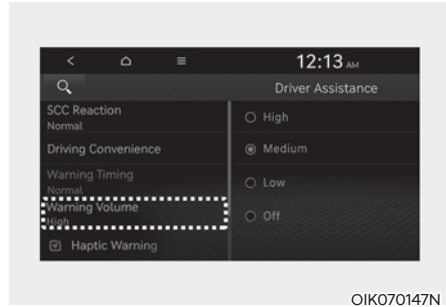 12:13 AM
Driver Assistance
SCC Reaction
Normal
Driving Convenience
Warning Timing
Normal
Warning Volume
High
Haptic Warning
High
Medium
Low
Off
OIK070147N